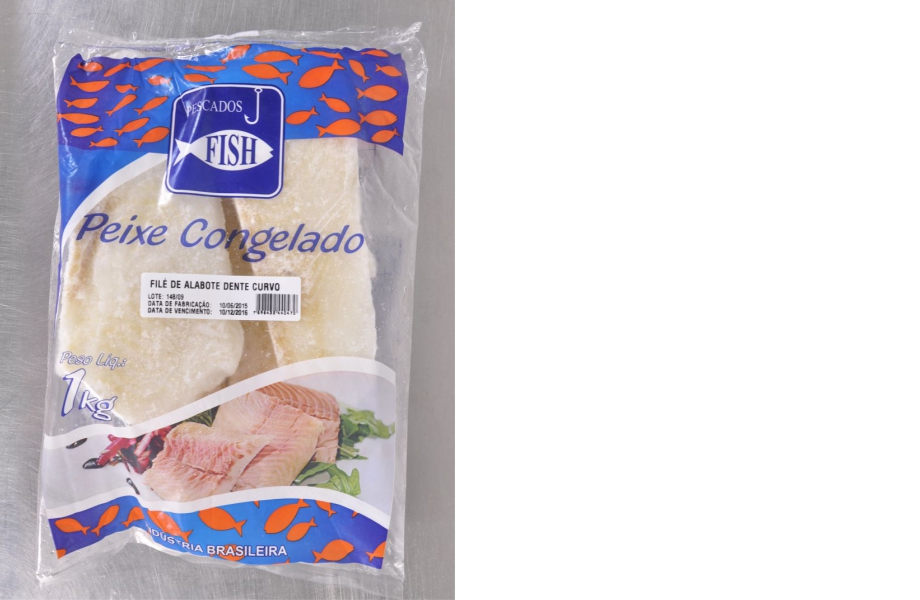 PESCADOS
FISH
Peixe Congelado
FILÉ DE ALABOTE DENTE CURVO
LOTE: 148/09
DATA DE FABRICAÇÃO: 10/06/2015
DATA DE VENCIMENTO: 10/12/2016
Peso Líq.:
1kg
INDÚSTRIA BRASILEIRA